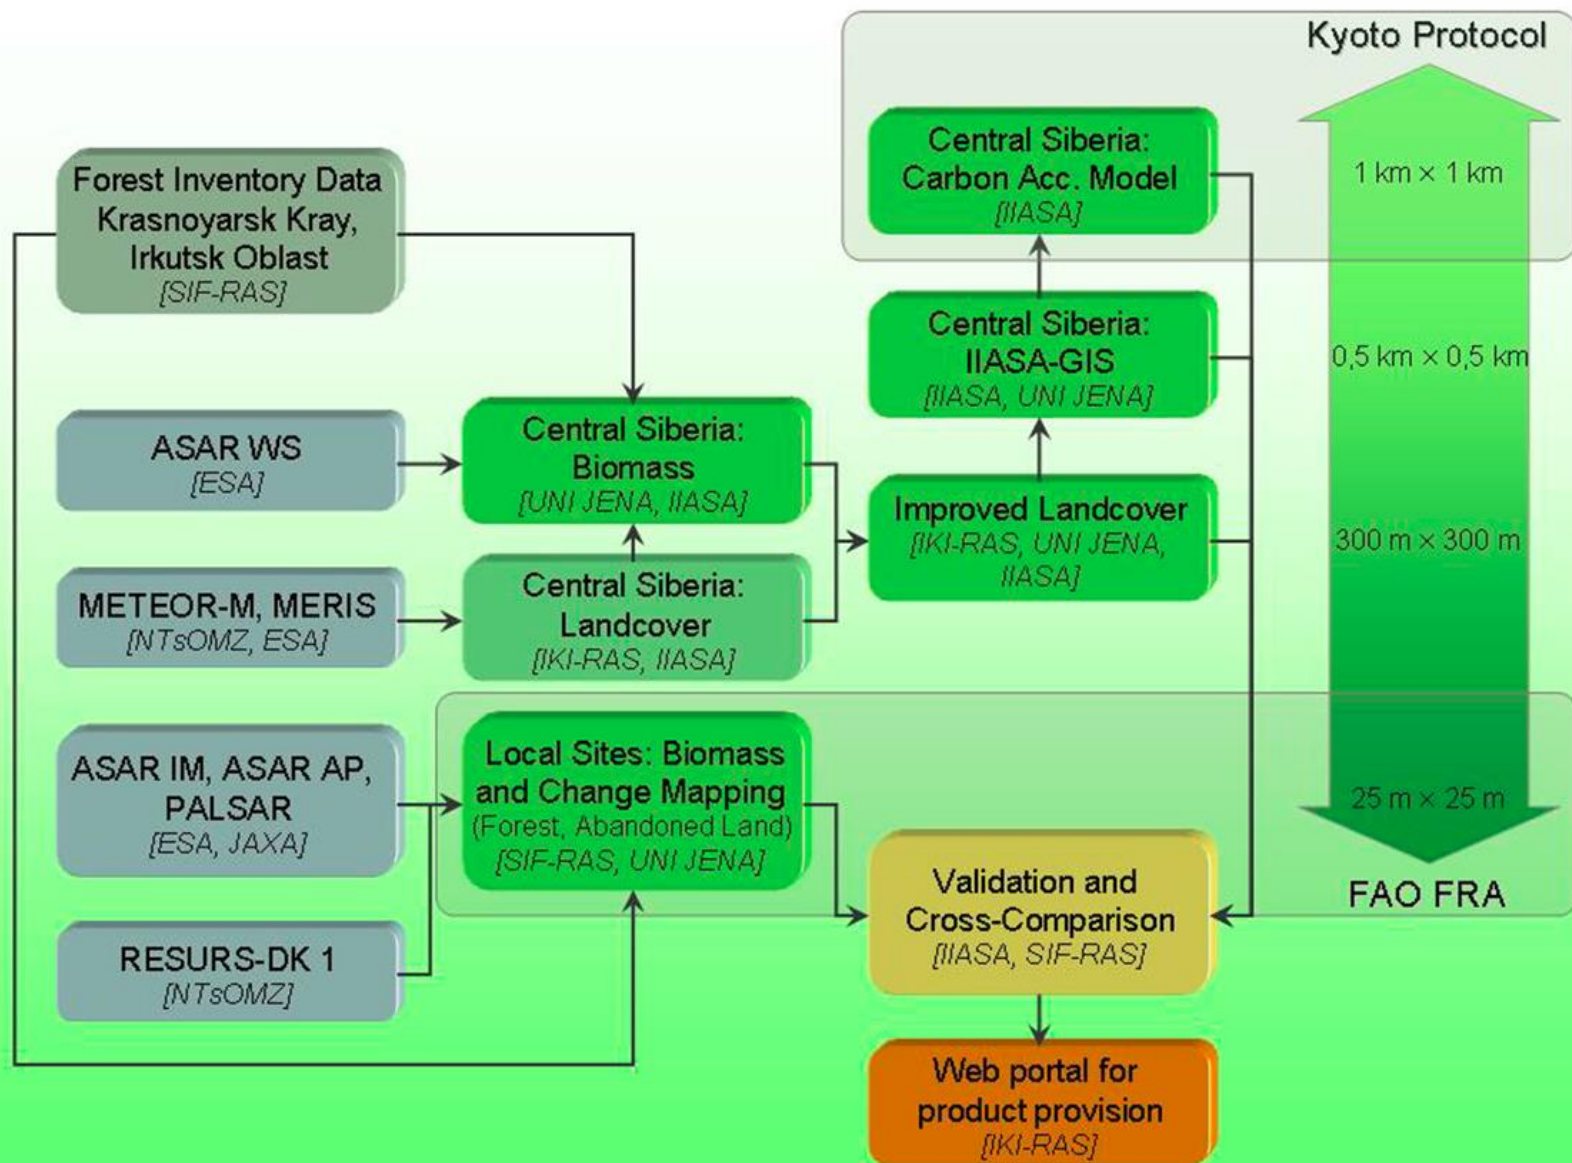 Kyoto Protocol
Central Siberia:
Carbon Acc. Model
[IIASA]
1 km × 1 km
Forest Inventory Data
Krasnoyarsk Kray,
Irkutsk Oblast
[SIF-RAS]
Central Siberia:
IIASA-GIS
[IIASA, UNI JENA]
0,5 km × 0,5 km
ASAR WS
[ESA]
Central Siberia:
Biomass
[UNI JENA, IIASA]
Improved Landcover
[IKI-RAS, UNI JENA,
IIASA]
300 m × 300 m
METEOR-M, MERIS
[NTsOMZ, ESA]
Central Siberia:
Landcover
[IKI-RAS, IIASA]
ASAR IM, ASAR AP,
PALSAR
[ESA, JAXA]
Local Sites: Biomass
and Change Mapping
(Forest, Abandoned Land)
[SIF-RAS, UNI JENA]
25 m × 25 m
FAO FRA
Validation and
Cross-Comparison
[IIASA, SIF-RAS]
RESURS-DK 1
[NTsOMZ]
Web portal for
product provision
[IKI-RAS]